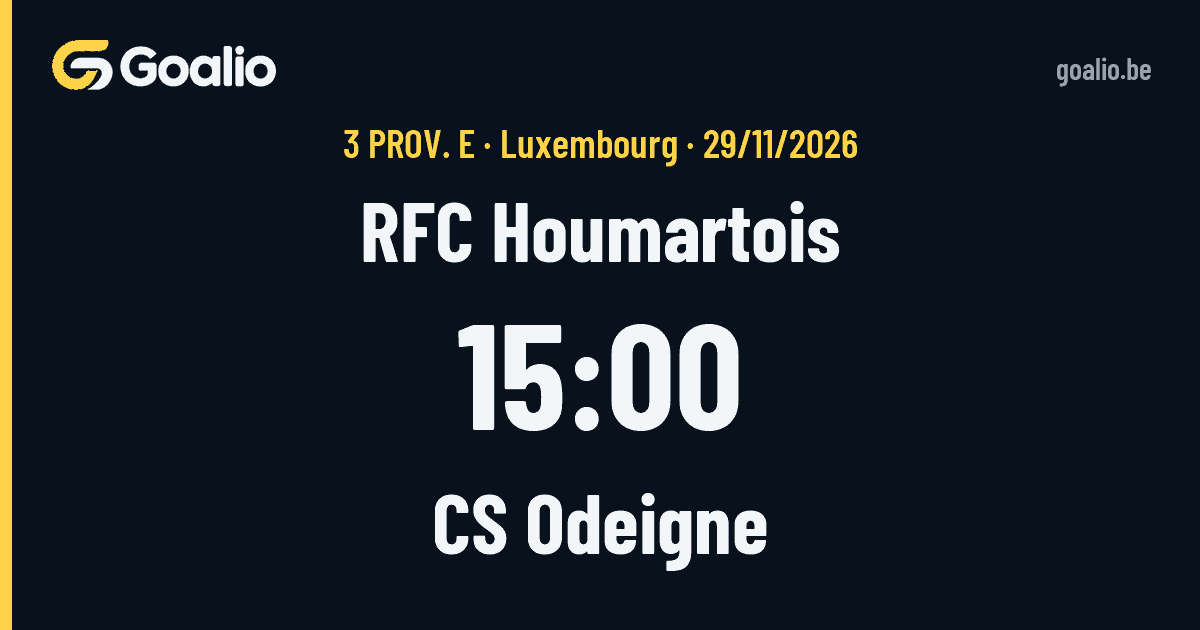 Goalio
goalio.be
3 PROV. E · Luxembourg · 29/11/2026
RFC Houmartois
15:00
CS Odeigne